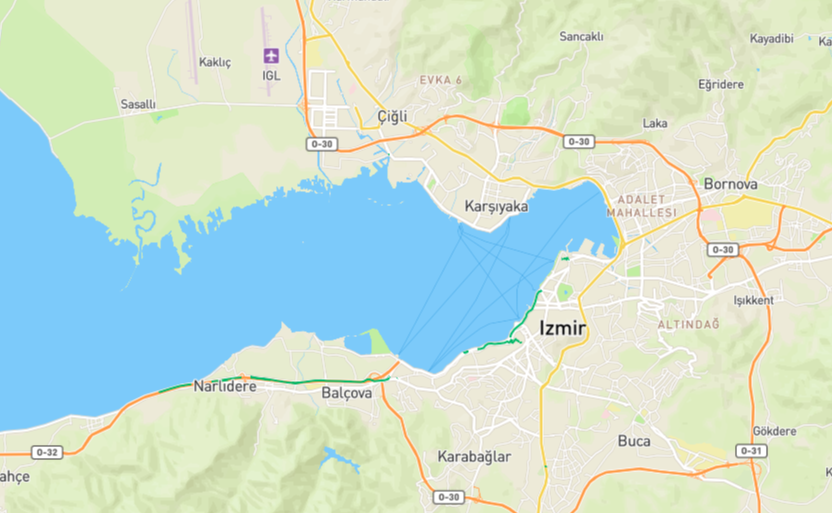 Sancaklı
Kayadibi
Kaklıç
IGL
EVKA 6
Eğridere
Sasallı
Çiğli
Laka
O-30
O-30
Bornova
ADALET
MAHALLESİ
Karşıyaka
O-30
Işıkkent
ALTINDAĞ
Izmir
Narlıdere
Balçova
Gökdere
Buca
O-32
Karabağlar
O-31
ahçe
O-30